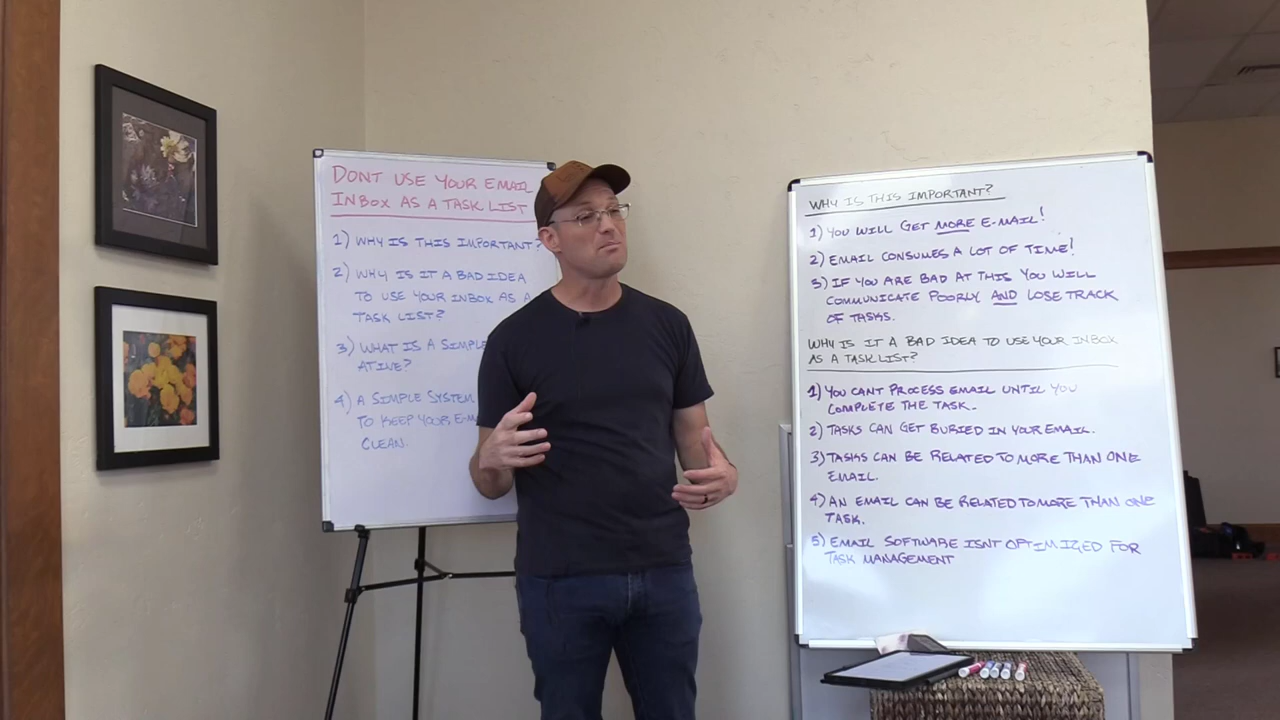 DONT USE YOUR EMAIL
INBOX AS A TASK LIST
1) WHY IS THIS IMPORTANT?
2) WHY IS IT A BAD IDEA
TO USE YOUR INBOX AS A
TASK LIST?
3) WHAT IS A SIMPLE
ATIVE?
4) A SIMPLE SYSTEM
TO KEEP YOUR E-M
CLEAN.
WHY IS THIS IMPORTANT?
1) YOU WILL GET MORE E-MAIL!
2) EMAIL CONSUMES A LOT OF TIME!
3) IF YOU ARE BAD AT THIS YOU WILL
COMMUNICATE POORLY AND LOSE TRACK
OF TASKS.
WHY IS IT A BAD IDEA TO USE YOUR INBOX
AS A TASK LIST?
1) YOU CANT PROCESS EMAIL UNTIL YOU
COMPLETE THE TASK.
2) TASKS CAN GET BURIED IN YOUR EMAIL.
3) TASKS CAN BE RELATED TO MORE THAN ONE
EMAIL.
4) AN EMAIL CAN BE RELATED TO MORE THAN ONE
TASK.
5) EMAIL SOFTWARE ISNT OPTIMIZED FOR
TASK MANAGEMENT